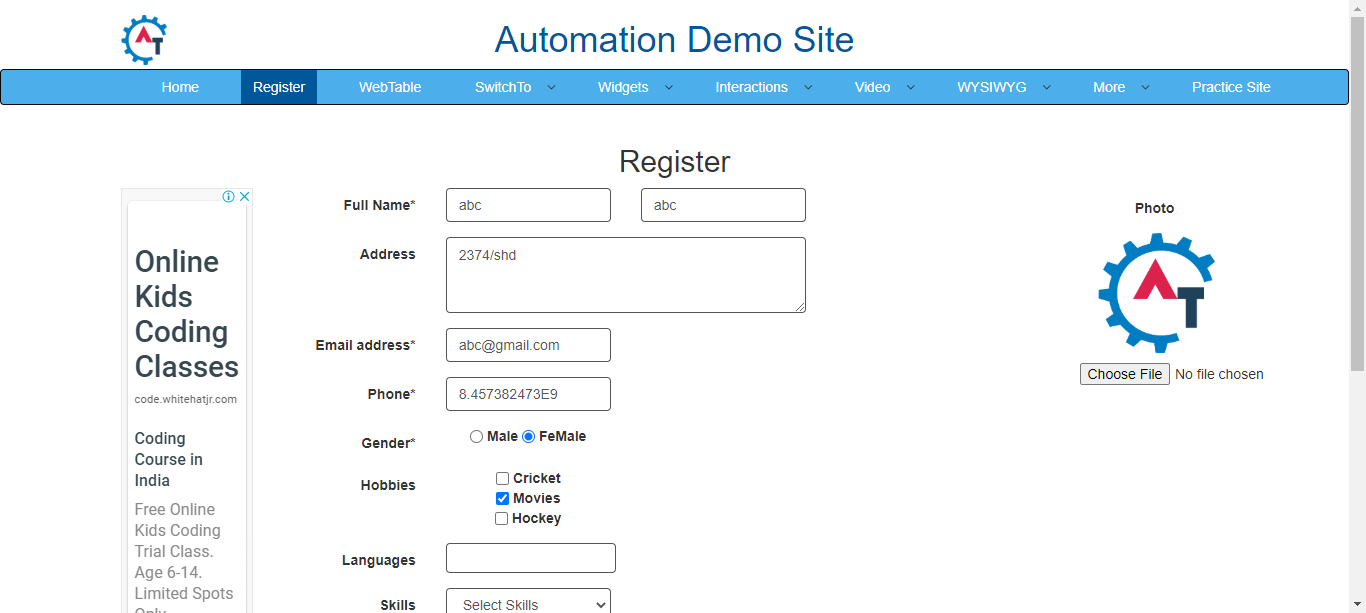 AT
Automation Demo Site
Home Register WebTable SwitchTo Widgets Interactions Video WYSIWYG More Practice Site
Register
Online
Kids
Coding
Classes
code.whitehatjr.com
Coding
Course in
India
Free Online
Kids Coding
Trial Class.
Age 6-14.
Limited Spots
Only.
Full Name* abc abc
Address 2374/shd
Email address* abc@gmail.com
Phone* 8.457382473E9
Gender* Male FeMale
Hobbies Cricket
Movies
Hockey
Languages
Skills Select Skills
Photo
AT
Choose File No file chosen